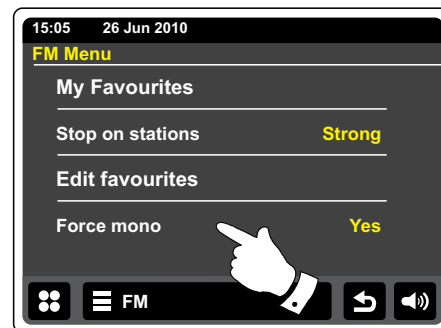 15:05 26 Jun 2010
FM Menu
My Favourites
Stop on stations Strong
Edit favourites
Force mono Yes
FM